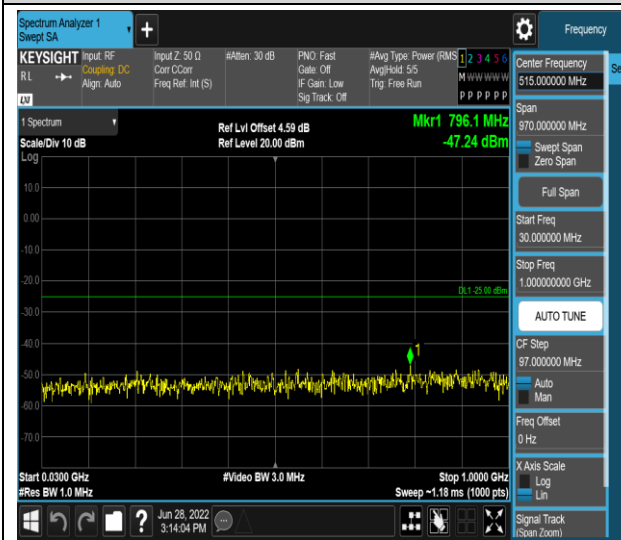 Spectrum Analyzer 1
Swept SA
+
Frequency
KEYSIGHT
RL
LXI
Input: RF
Coupling: DC
Align: Auto
Input Z: 50 Ω
Corr CCorr
Freq Ref: Int (S)
#Atten: 30 dB
PNO: Fast
Gate: Off
IF Gain: Low
Sig Track: Off
#Avg Type: Power (RMS
Avg|Hold: 5/5
Trig: Free Run
1 2 3 4 5 6
M W W W W W
P P P P P P
1 Spectrum
Scale/Div 10 dB
Log
Ref Lvl Offset 4.59 dB
Ref Level 20.00 dBm
Mkr1 796.1 MHz
-47.24 dBm
10.0
0.00
-10.0
-20.0
DL1 -25.00 dBm
-30.0
-40.0
1
-50.0
-60.0
-70.0
Start 0.0300 GHz
#Res BW 1.0 MHz
#Video BW 3.0 MHz
Stop 1.0000 GHz
Sweep ~1.18 ms (1000 pts)
?
Jun 28, 2022
3:14:04 PM
Center Frequency
515.000000 MHz
Se
Span
970.000000 MHz
Swept Span
Zero Span
Full Span
Start Freq
30.000000 MHz
Stop Freq
1.000000000 GHz
AUTO TUNE
CF Step
97.000000 MHz
Auto
Man
Freq Offset
0 Hz
X Axis Scale
Log
Lin
Signal Track
(Span Zoom)